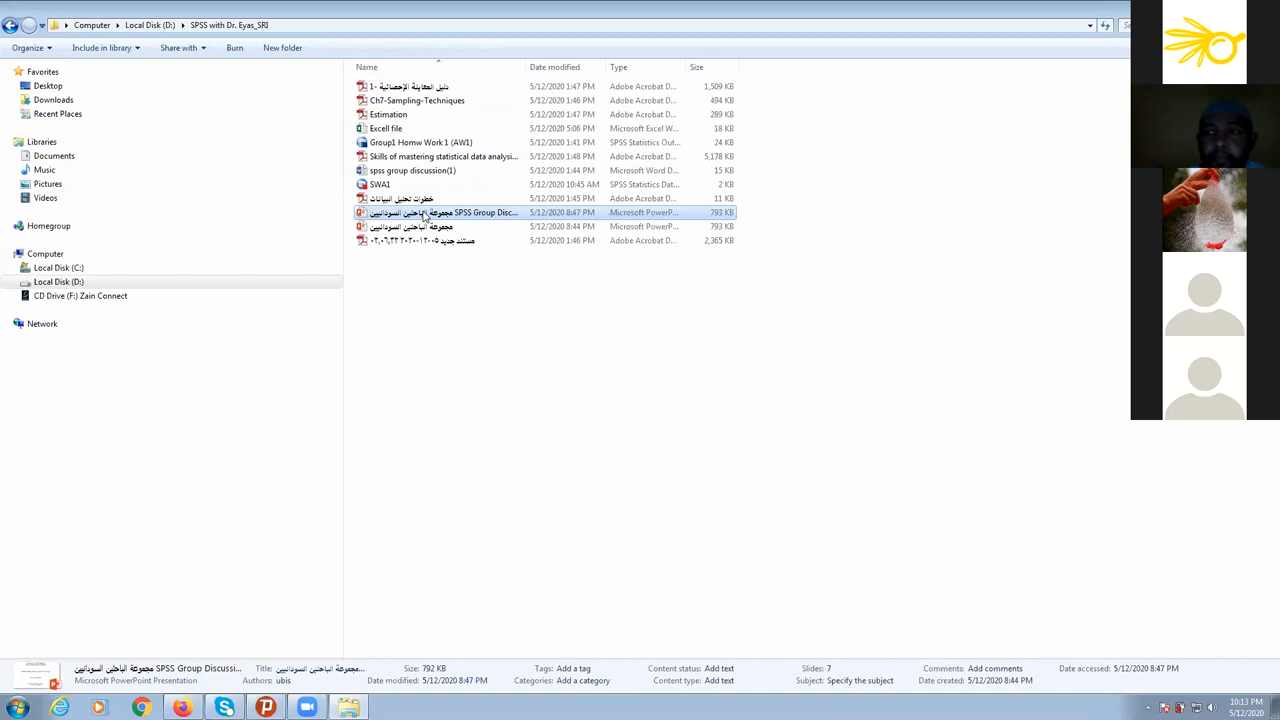 Computer ▸ Local Disk (D:) ▸ SPSS with Dr. Eyas_SRI
Organize Include in library Share with Burn New folder
Favorites
Desktop
Downloads
Recent Places
Libraries
Documents
Music
Pictures
Videos
Homegroup
Computer
Local Disk (C:)
Local Disk (D:)
CD Drive (F:) Zain Connect
Network
Name Date modified Type Size
1- دليل المعاينة الإحصائية 5/12/2020 1:47 PM Adobe Acrobat D... 1,509 KB
Ch7-Sampling-Techniques 5/12/2020 1:46 PM Adobe Acrobat D... 494 KB
Estimation 5/12/2020 1:47 PM Adobe Acrobat D... 289 KB
Excell file 5/12/2020 5:06 PM Microsoft Excel W... 18 KB
Group1 Homw Work 1 (AW1) 5/12/2020 1:41 PM SPSS Statistics Out... 24 KB
Skills of mastering statistical data analysi... 5/12/2020 1:48 PM Adobe Acrobat D... 5,178 KB
spss group discussion(1) 5/12/2020 1:40 PM Microsoft Word D... 15 KB
SWA1 5/12/2020 10:45 AM SPSS Statistics Dat... 2 KB
خطوات تحليل البيانات 5/12/2020 1:45 PM Adobe Acrobat D... 11 KB
مجموعة الباحثين السودانيين SPSS Group Disc... 5/12/2020 8:47 PM Microsoft PowerP... 793 KB
مجموعة الباحثين السودانيين 5/12/2020 8:44 PM Microsoft PowerP... 793 KB
مستند جديد ٠٥-١٢-٢٠٢٠ ٠٢,٠٦,٣٢ 5/12/2020 1:46 PM Adobe Acrobat D... 2,365 KB
مجموعة الباحثين السودانيين SPSS Group Discussi... Title: مجموعة الباحثين السودانيين... Size: 792 KB Tags: Add a tag Content status: Add text Slides: 7 Comments: Add comments Date accessed: 5/12/2020 8:47 PM
Microsoft PowerPoint Presentation Authors: ubis Date modified: 5/12/2020 8:47 PM Categories: Add a category Content type: Add text Subject: Specify the subject Date created: 5/12/2020 8:44 PM
10:13 PM
5/12/2020